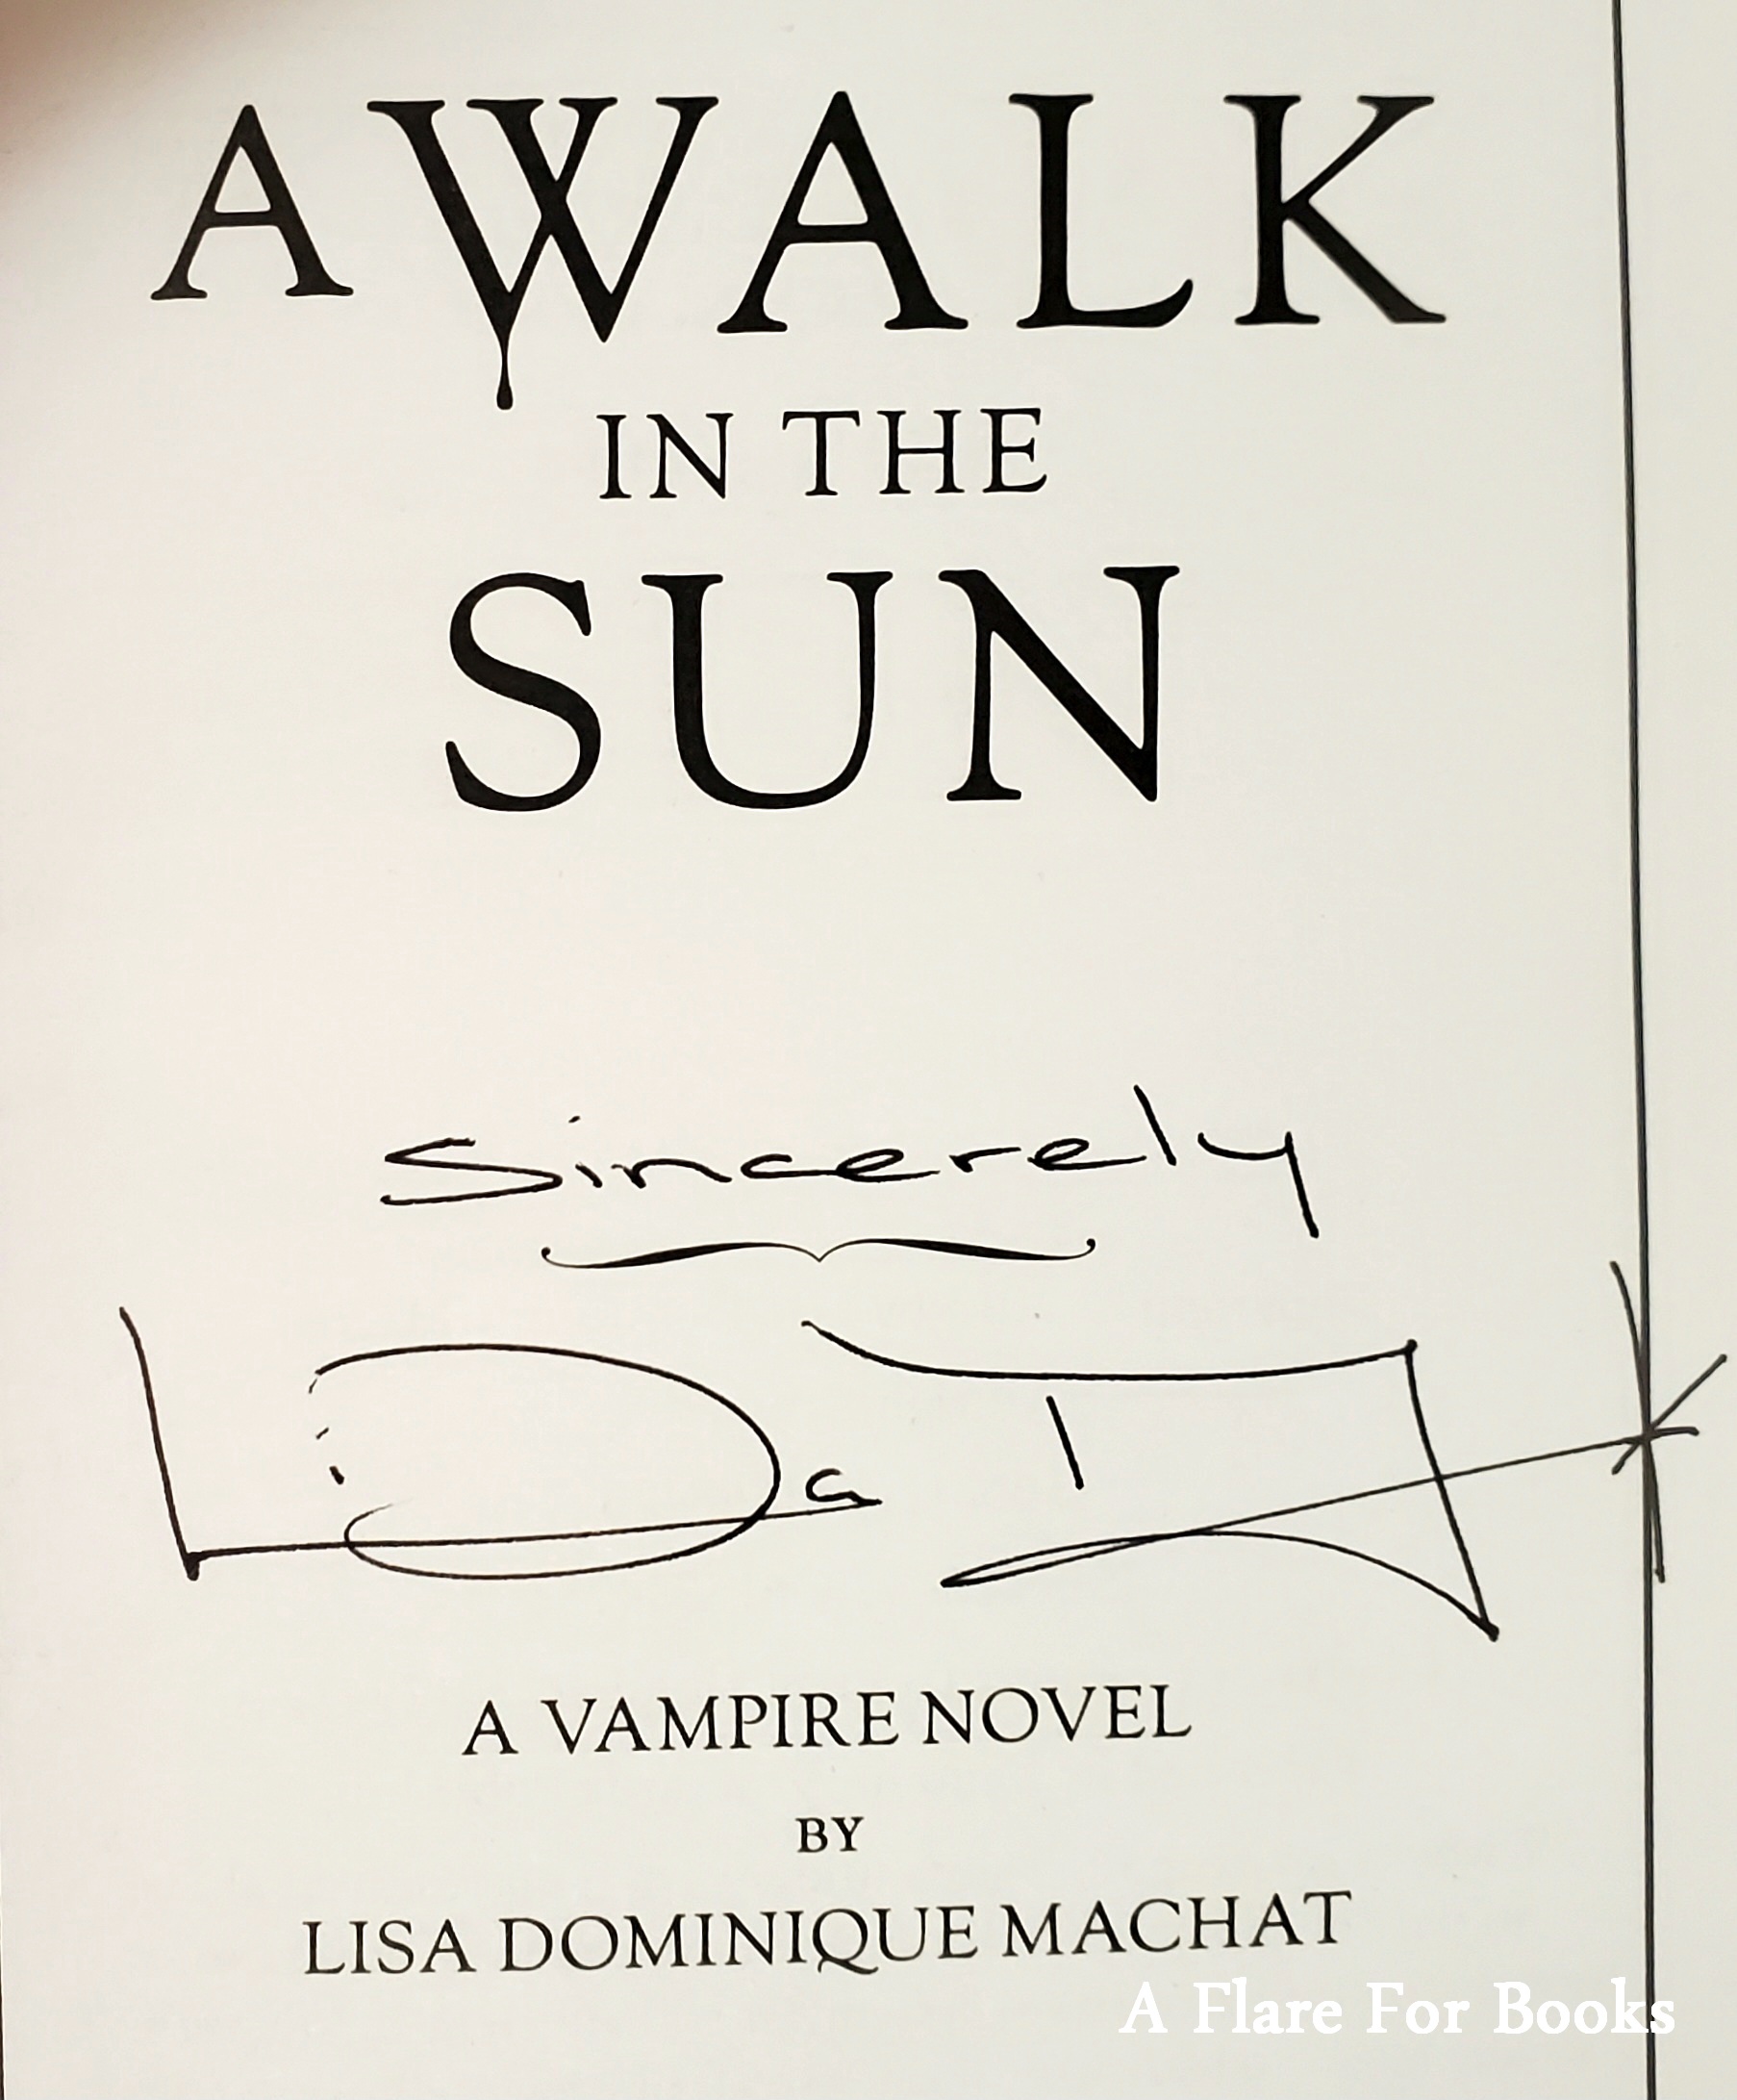 A WALK
IN THE
SUN
Sincerely
A VAMPIRE NOVEL
BY
LISA DOMINIQUE MACHAT
A Flare For Books